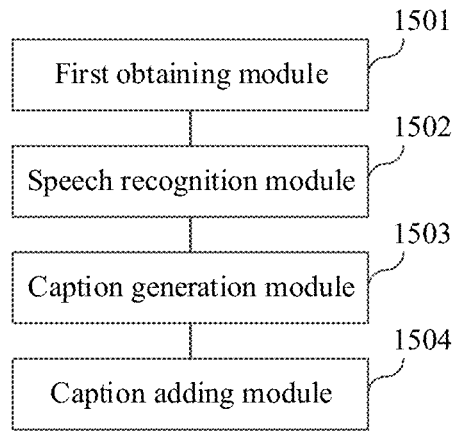 1501
First obtaining module
1502
Speech recognition module
1503
Caption generation module
1504
Caption adding module